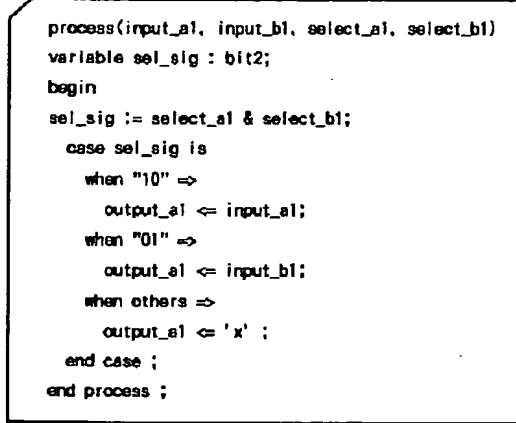 process(input_a1, input_b1, select_a1, select_b1)
variable sel_sig : bit2;
begin
sel_sig := select_a1 & select_b1;
case sel_sig is
when "10" =>
output_a1 <= input_a1;
when "01" =>
output_a1 <= input_b1;
when others =>
output_a1 <= 'x' ;
end case ;
end process ;